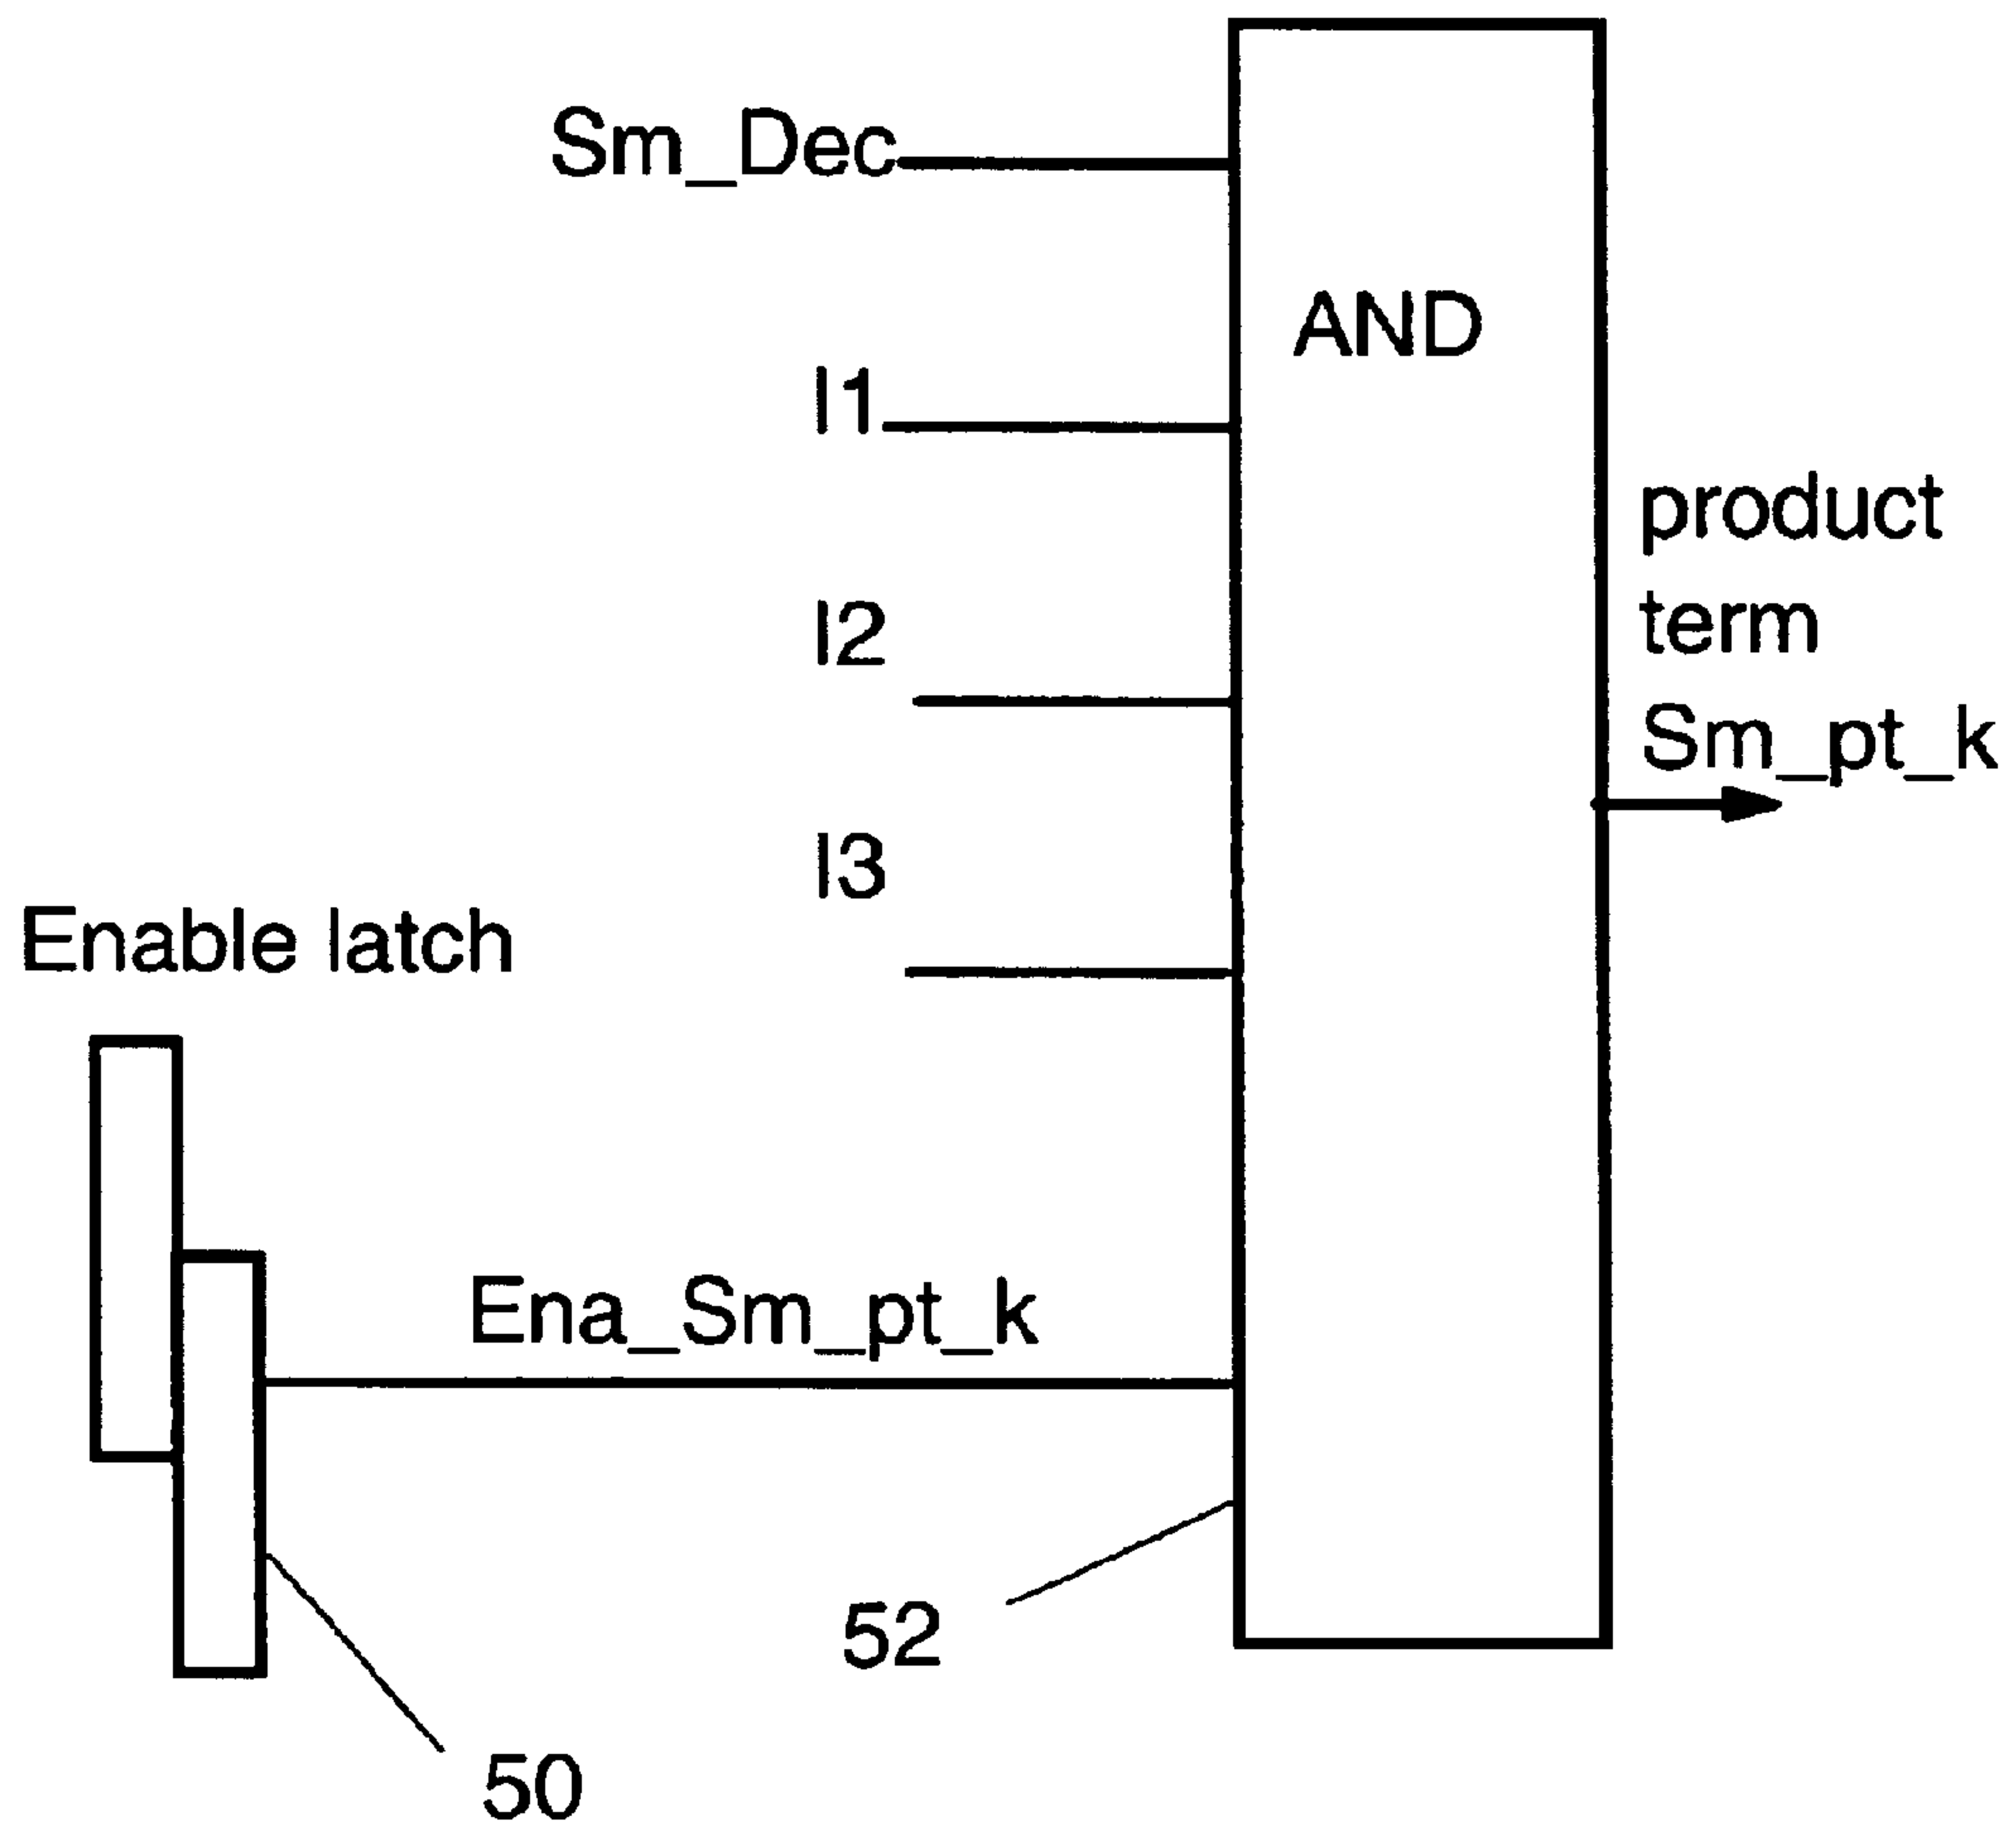 Sm_Dec
AND
I1
product
I2
term
Sm_pt_k
I3
Enable latch
Ena_Sm_pt_k
52
50